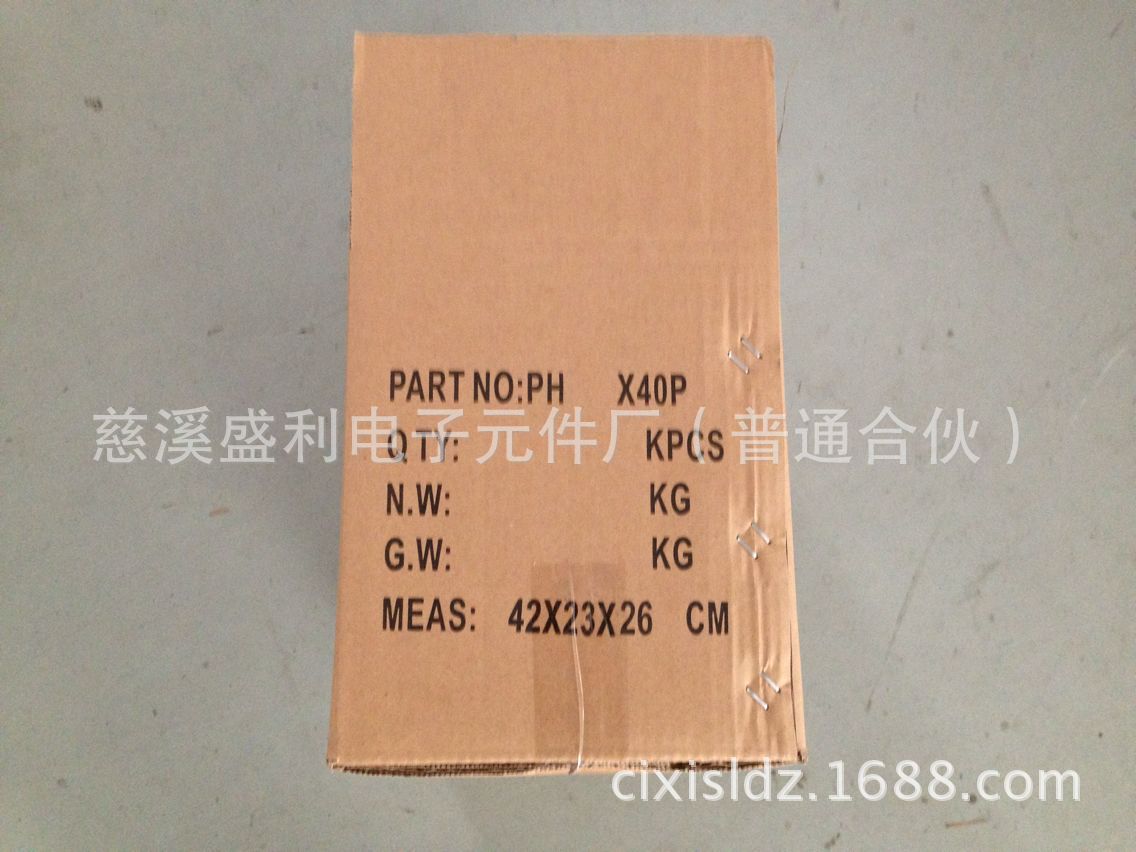 PART NO:PH X40P
慈溪盛利电子元件厂(普通合伙)
QTY: KPCS
N.W: KG
G.W: KG
MEAS: 42X23X26 CM
cixisldz.1688.com